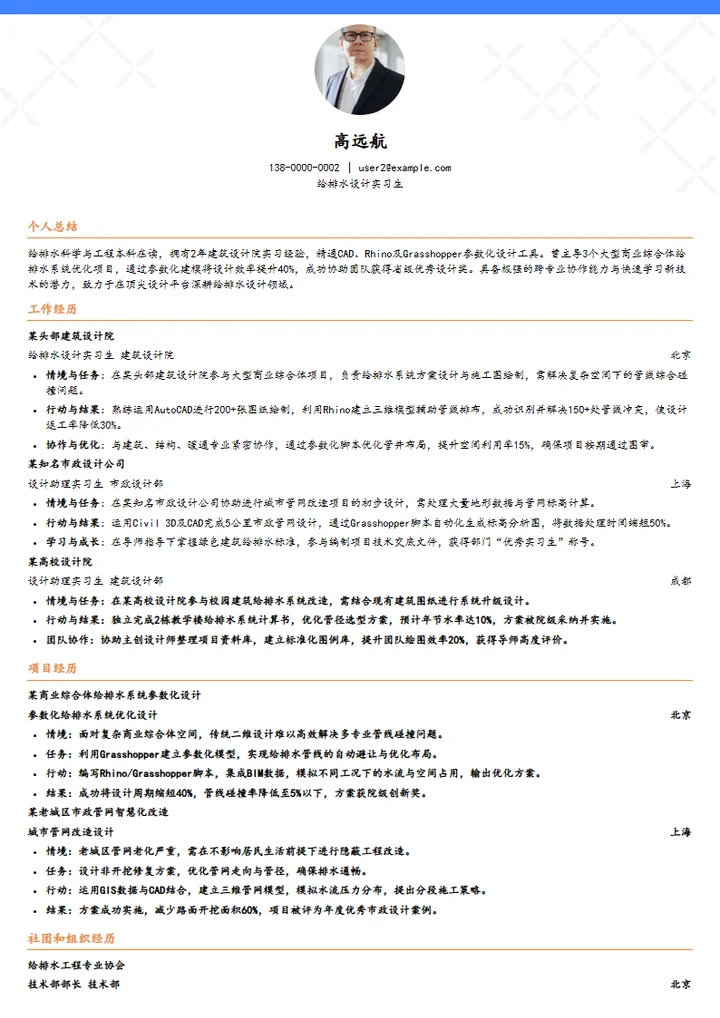 高远航
138-0000-0002 | user2@example.com
给排水设计实习生
个人总结
给排水科学与工程本科在读，拥有2年建筑设计院实习经验，精通CAD、Rhino及Grasshopper参数化设计工具。曾主导3个大型商业综合体给
排水系统优化项目，通过参数化建模将设计效率提升40%，成功协助团队获得省级优秀设计奖。具备极强的跨专业协作能力与快速学习新技
术的潜力，致力于在顶尖设计平台深耕给排水设计领域。
工作经历
某头部建筑设计院
给排水设计实习生 建筑设计院 北京
• 情境与任务：在某头部建筑设计院参与大型商业综合体项目，负责给排水系统方案设计与施工图绘制，需解决复杂空间下的管线综合碰
撞问题。
• 行动与结果：熟练运用AutoCAD进行200+张图纸绘制，利用Rhino建立三维模型辅助管线排布，成功识别并解决150+处管线冲突，使设计
返工率降低30%。
• 协作与优化：与建筑、结构、暖通专业紧密协作，通过参数化脚本优化管井布局，提升空间利用率15%，确保项目按期通过图审。
某知名市政设计公司
设计助理实习生 市政设计部 上海
• 情境与任务：在某知名市政设计公司协助进行城市管网改造项目的初步设计，需处理大量地形数据与管网标高计算。
• 行动与结果：运用Civil 3D及CAD完成5公里市政管网设计，通过Grasshopper脚本自动化生成标高分析图，将数据处理时间缩短50%。
• 学习与成长：在导师指导下掌握绿色建筑给排水标准，参与编制项目技术交底文件，获得部门“优秀实习生”称号。
某高校设计院
设计助理实习生 建筑设计部 成都
• 情境与任务：在某高校设计院参与校园建筑给排水系统改造，需结合现有建筑图纸进行系统升级设计。
• 行动与结果：独立完成2栋教学楼给排水系统计算书，优化管径选型方案，预计年节水率达10%，方案被院级采纳并实施。
• 团队协作：协助主创设计师整理项目资料库，建立标准化图例库，提升团队绘图效率20%，获得导师高度评价。
项目经历
某商业综合体给排水系统参数化设计
参数化给排水系统优化设计 北京
• 情境：面对复杂商业综合体空间，传统二维设计难以高效解决多专业管线碰撞问题。
• 任务：利用Grasshopper建立参数化模型，实现给排水管线的自动避让与优化布局。
• 行动：编写Rhino/Grasshopper脚本，集成BIM数据，模拟不同工况下的水流与空间占用，输出优化方案。
• 结果：成功将设计周期缩短40%，管线碰撞率降低至5%以下，方案获院级创新奖。
某老城区市政管网智慧化改造
城市管网改造设计 上海
• 情境：老城区管网老化严重，需在不影响居民生活前提下进行隐蔽工程改造。
• 任务：设计非开挖修复方案，优化管网走向与管径，确保排水通畅。
• 行动：运用GIS数据与CAD结合，建立三维管网模型，模拟水流压力分布，提出分段施工策略。
• 结果：方案成功实施，减少路面开挖面积60%，项目被评为年度优秀市政设计案例。
社团和组织经历
给排水工程专业协会
技术部部长 技术部 北京